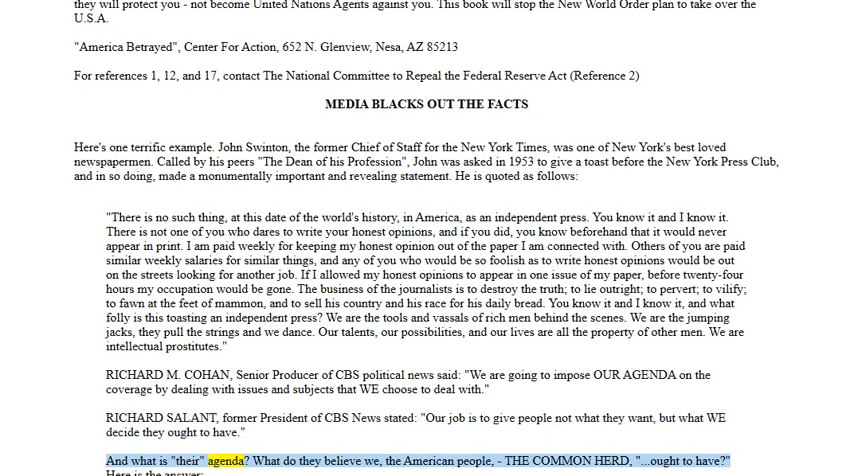 they will protect you - not become United Nations Agents against you. This book will stop the New World Order plan to take over the
U.S.A.
"America Betrayed", Center For Action, 652 N. Glenview, Nesa, AZ 85213
For references 1, 12, and 17, contact The National Committee to Repeal the Federal Reserve Act (Reference 2)
MEDIA BLACKS OUT THE FACTS
Here's one terrific example. John Swinton, the former Chief of Staff for the New York Times, was one of New York's best loved
newspapermen. Called by his peers "The Dean of his Profession", John was asked in 1953 to give a toast before the New York Press Club,
and in so doing, made a monumentally important and revealing statement. He is quoted as follows:
"There is no such thing, at this date of the world's history, in America, as an independent press. You know it and I know it.
There is not one of you who dares to write your honest opinions, and if you did, you know beforehand that it would never
appear in print. I am paid weekly for keeping my honest opinion out of the paper I am connected with. Others of you are paid
similar weekly salaries for similar things, and any of you who would be so foolish as to write honest opinions would be out
on the streets looking for another job. If I allowed my honest opinions to appear in one issue of my paper, before twenty-four
hours my occupation would be gone. The business of the journalists is to destroy the truth; to lie outright; to pervert; to vilify;
to fawn at the feet of mammon, and to sell his country and his race for his daily bread. You know it and I know it, and what
folly is this toasting an independent press? We are the tools and vassals of rich men behind the scenes. We are the jumping
jacks, they pull the strings and we dance. Our talents, our possibilities, and our lives are all the property of other men. We are
intellectual prostitutes."
RICHARD M. COHAN, Senior Producer of CBS political news said: "We are going to impose OUR AGENDA on the
coverage by dealing with issues and subjects that WE choose to deal with."
RICHARD SALANT, former President of CBS News stated: "Our job is to give people not what they want, but what WE
decide they ought to have."
And what is "their" agenda? What do they believe we, the American people, - THE COMMON HERD, "...ought to have?"
Here is the answer: